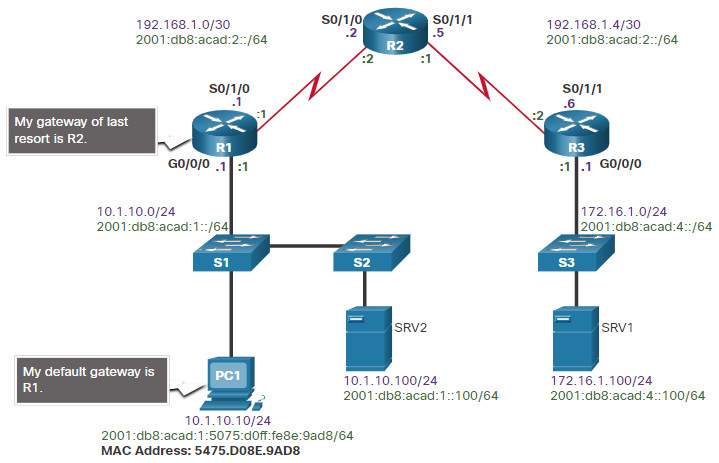 192.168.1.0/30
2001:db8:acad:2::/64
S0/1/0
.2
S0/1/1
.5
R2
:2
:1
192.168.1.4/30
2001:db8:acad:2::/64
S0/1/0
.1
:1
S0/1/1
.6
:2
My gateway of last
resort is R2.
R1
R3
G0/0/0
.1
:1
:1
.1
G0/0/0
10.1.10.0/24
2001:db8:acad:1::/64
172.16.1.0/24
2001:db8:acad:4::/64
S1
S2
S3
SRV2
SRV1
My default gateway is
R1.
PC1
10.1.10.100/24
2001:db8:acad:1::100/64
172.16.1.100/24
2001:db8:acad:4::100/64
10.1.10.10/24
2001:db8:acad:1:5075:d0ff:fe8e:9ad8/64
MAC Address: 5475.D08E.9AD8